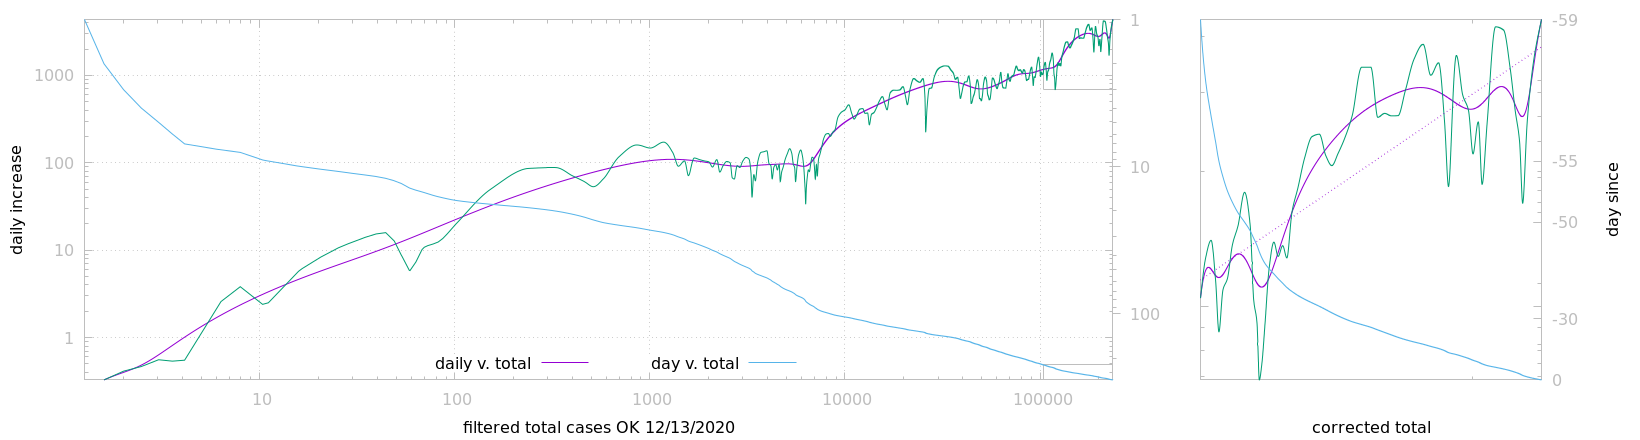 daily increase
1000
100
10
1
10
100
1000
10000
100000
1
10
100
daily v. total
day v. total
filtered total cases OK 12/13/2020
-59
-55
-50
-30
0
day since
corrected total